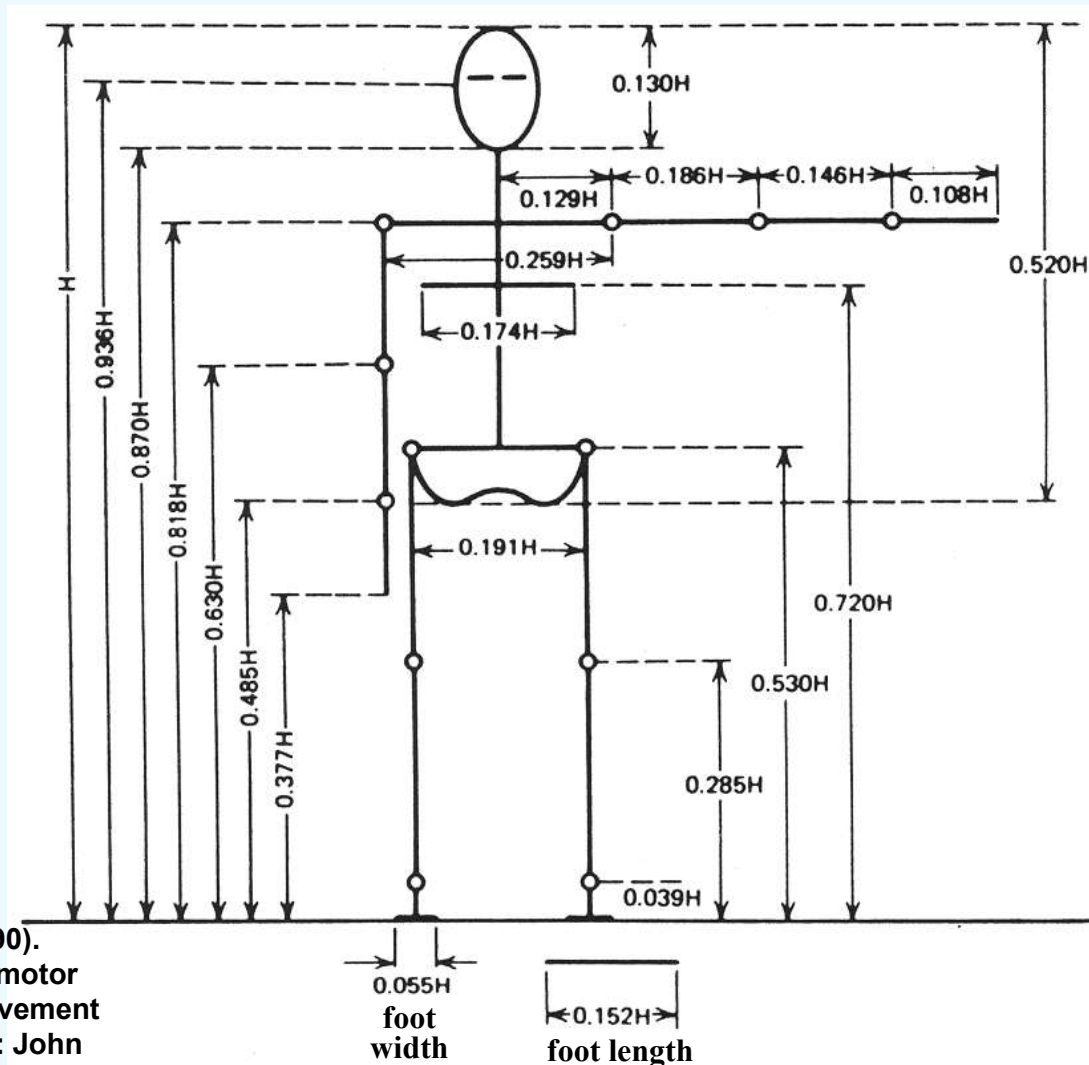 0.130H
0.186H
0.146H
0.129H
0.108H
0.259H
0.520H
H
0.936H
0.174H
0.870H
0.818H
0.630H
0.191H
0.720H
0.485H
0.530H
0.377H
0.285H
0.039H
00).
motor
vement
: John
0.055H
foot
width
0.152H
foot length